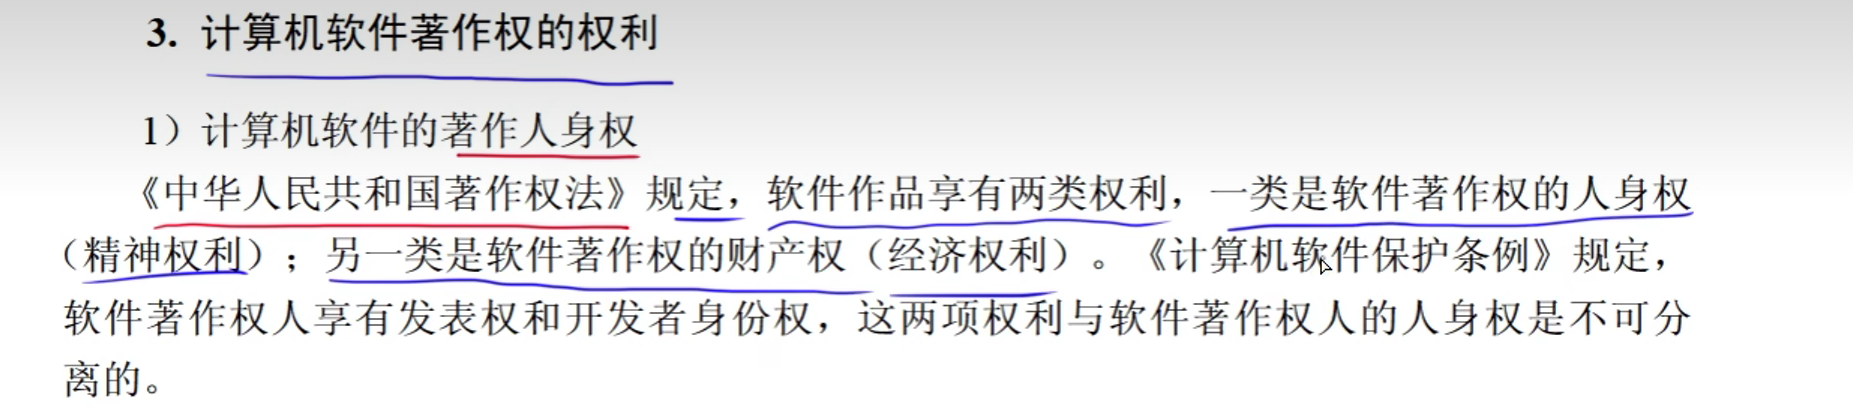 3. 计算机软件著作权的权利
1）计算机软件的著作人身权
《中华人民共和国著作权法》规定，软件作品享有两类权利，一类是软件著作权的人身权
（精神权利）；另一类是软件著作权的财产权（经济权利）。《计算机软件保护条例》规定，
软件著作权人享有发表权和开发者身份权，这两项权利与软件著作权人的人身权是不可分
离的。